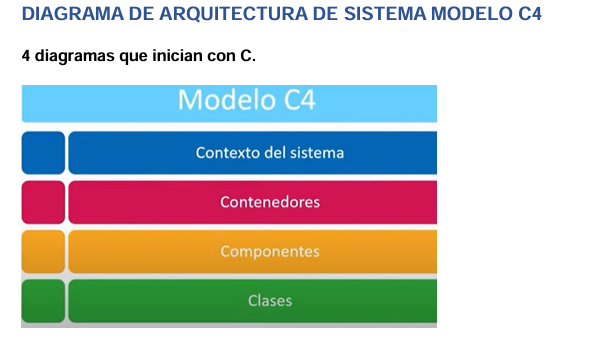 DIAGRAMA DE ARQUITECTURA DE SISTEMA MODELO C4
4 diagramas que inician con C.
Modelo C4
Contexto del sistema
Contenedores
Componentes
Clases